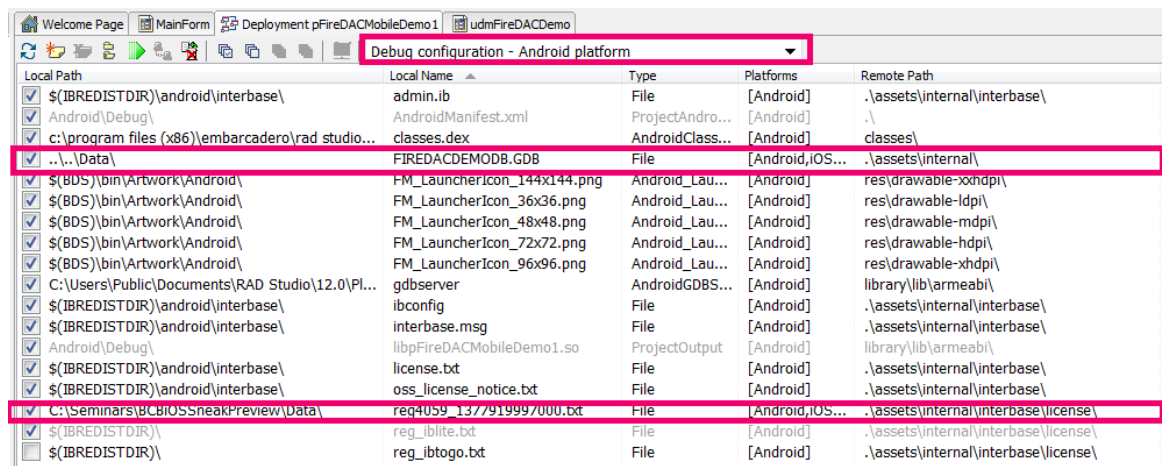 Welcome Page MainForm Deployment pFireDACMobileDemo1 udmFireDACDemo
Debug configuration - Android platform
Local Path Local Name Type Platforms Remote Path
$(IBREDISTDIR)\android\interbase\ admin.ib File [Android] .\assets\internal\interbase\
Android\Debug\ AndroidManifest.xml ProjectAndro... [Android] .\
c:\program files (x86)\embarcadero\rad studio... classes.dex AndroidClass... [Android] classes\
..\..\Data\ FIREDACDEMODB.GDB File [Android,iOS... .\assets\internal\
$(BDS)\bin\Artwork\Android\ FM_LauncherIcon_144x144.png Android_Lau... [Android] res\drawable-xxhdpi\
$(BDS)\bin\Artwork\Android\ FM_LauncherIcon_36x36.png Android_Lau... [Android] res\drawable-ldpi\
$(BDS)\bin\Artwork\Android\ FM_LauncherIcon_48x48.png Android_Lau... [Android] res\drawable-mdpi\
$(BDS)\bin\Artwork\Android\ FM_LauncherIcon_72x72.png Android_Lau... [Android] res\drawable-hdpi\
$(BDS)\bin\Artwork\Android\ FM_LauncherIcon_96x96.png Android_Lau... [Android] res\drawable-xhdpi\
C:\Users\Public\Documents\RAD Studio\12.0\Pl... gdbserver AndroidGDBS... [Android] library\lib\armeabi\
$(IBREDISTDIR)\android\interbase\ ibconfig File [Android] .\assets\internal\interbase\
$(IBREDISTDIR)\android\interbase\ interbase.msg File [Android] .\assets\internal\interbase\
Android\Debug\ libpFireDACMobileDemo1.so ProjectOutput [Android] library\lib\armeabi\
$(IBREDISTDIR)\android\interbase\ license.txt File [Android] .\assets\internal\interbase\
$(IBREDISTDIR)\android\interbase\ oss_license_notice.txt File [Android] .\assets\internal\interbase\
C:\Seminars\BCBiOSSneakPreview\Data\ reg4059_1377919997000.txt File [Android,iOS... .\assets\internal\interbase\license\
$(IBREDISTDIR)\ reg_iblite.txt File [Android] .\assets\internal\interbase\license\
$(IBREDISTDIR)\ reg_ibtogo.txt File [Android] .\assets\internal\interbase\license\